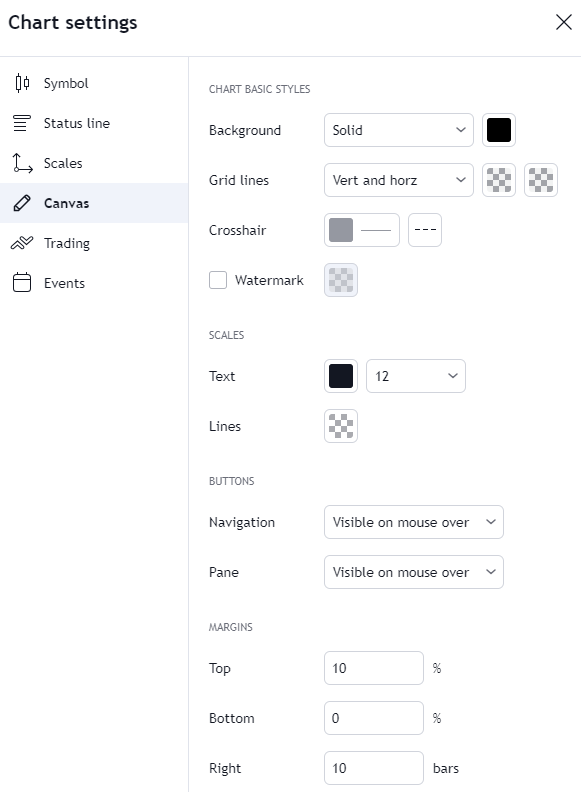 Chart settings
Symbol
Status line
Scales
Canvas
Trading
Events
CHART BASIC STYLES
Background Solid
Grid lines Vert and horz
Crosshair
Watermark
SCALES
Text 12
Lines
BUTTONS
Navigation Visible on mouse over
Pane Visible on mouse over
MARGINS
Top 10 %
Bottom 0 %
Right 10 bars